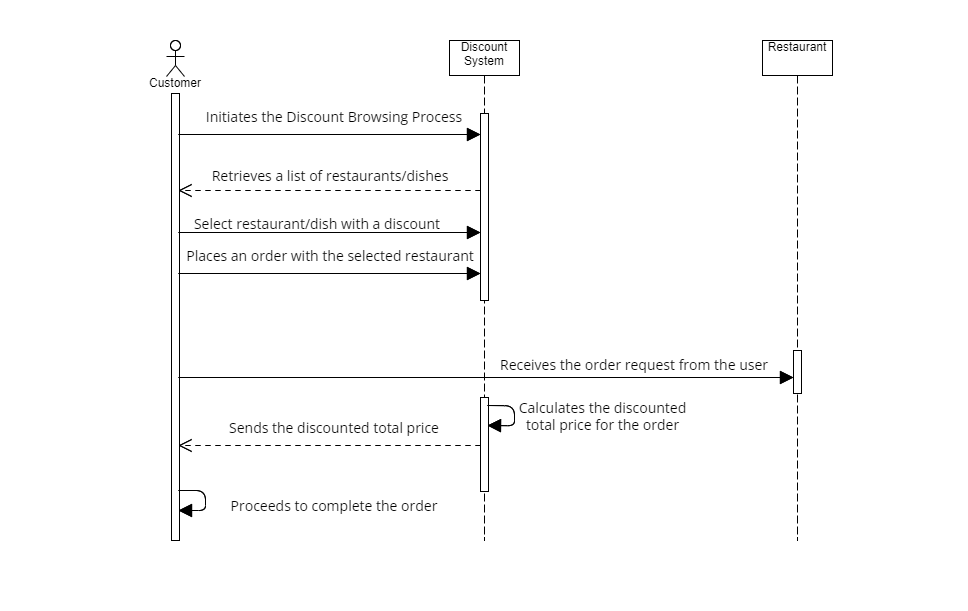 Discount
System
Restaurant
Customer
Initiates the Discount Browsing Process
Retrieves a list of restaurants/dishes
Select restaurant/dish with a discount
Places an order with the selected restaurant
Receives the order request from the user
Calculates the discounted
total price for the order
Sends the discounted total price
Proceeds to complete the order